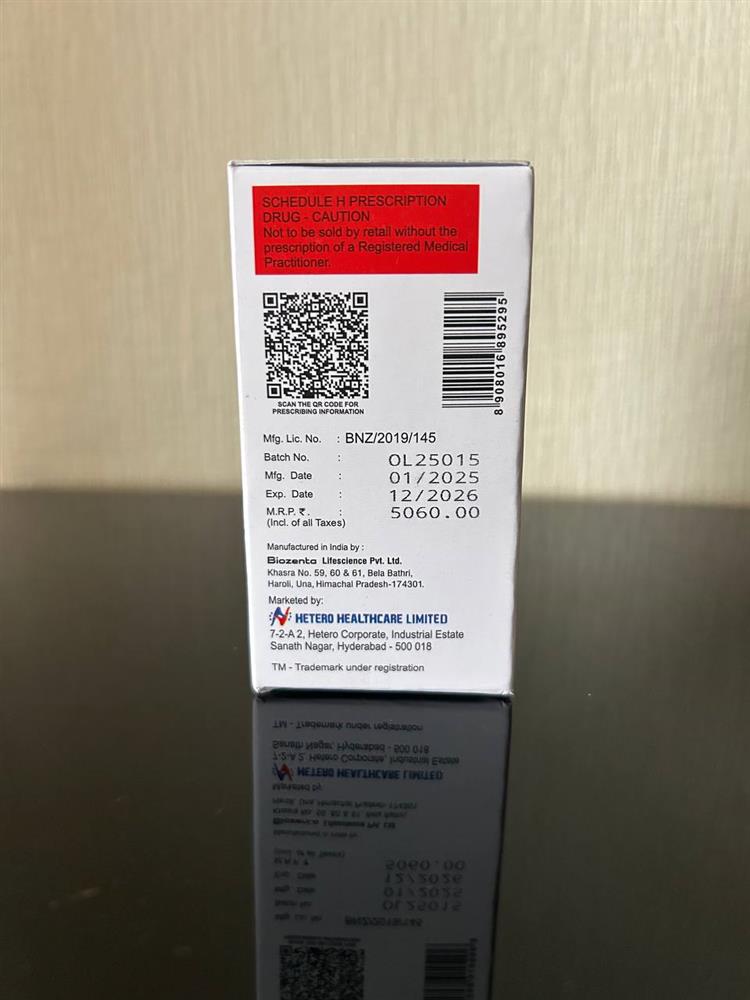 SCHEDULE H PRESCRIPTION
DRUG - CAUTION
Not to be sold by retail without the
prescription of a Registered Medical
Practitioner.
SCAN THE QR CODE FOR
PRESCRIBING INFORMATION
8 908016 895295
Mfg. Lic. No. : BNZ/2019/145
Batch No. : OL25015
Mfg. Date : 01/2025
Exp. Date : 12/2026
M.R.P. ₹. : 5060.00
(Incl. of all Taxes)
Manufactured in India by :
Biozenta Lifescience Pvt. Ltd.
Khasra No. 59, 60 & 61, Bela Bathri,
Haroli, Una, Himachal Pradesh-174301.
Marketed by:
HETERO HEALTHCARE LIMITED
7-2-A 2, Hetero Corporate, Industrial Estate
Sanath Nagar, Hyderabad - 500 018
TM - Trademark under registration